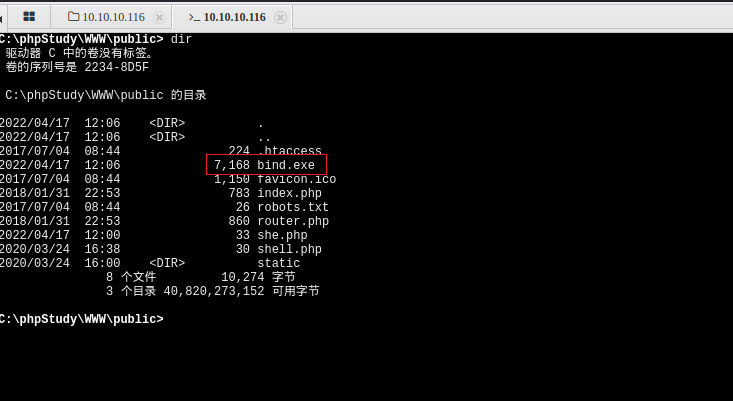 10.10.10.116 10.10.10.116
C:\phpStudy\WWW\public> dir
驱动器 C 中的卷没有标签。
卷的序列号是 2234-8D5F
C:\phpStudy\WWW\public 的目录
2022/04/17 12:06 <DIR> .
2022/04/17 12:06 <DIR> ..
2017/07/04 08:44 224 .htaccess
2022/04/17 12:06 7,168 bind.exe
2017/07/04 08:44 1,150 favicon.ico
2018/01/31 22:53 783 index.php
2017/07/04 08:44 26 robots.txt
2018/01/31 22:53 860 router.php
2022/04/17 12:00 33 she.php
2020/03/24 16:38 30 shell.php
2020/03/24 16:00 <DIR> static
8 个文件 10,274 字节
3 个目录 40,820,273,152 可用字节
C:\phpStudy\WWW\public>